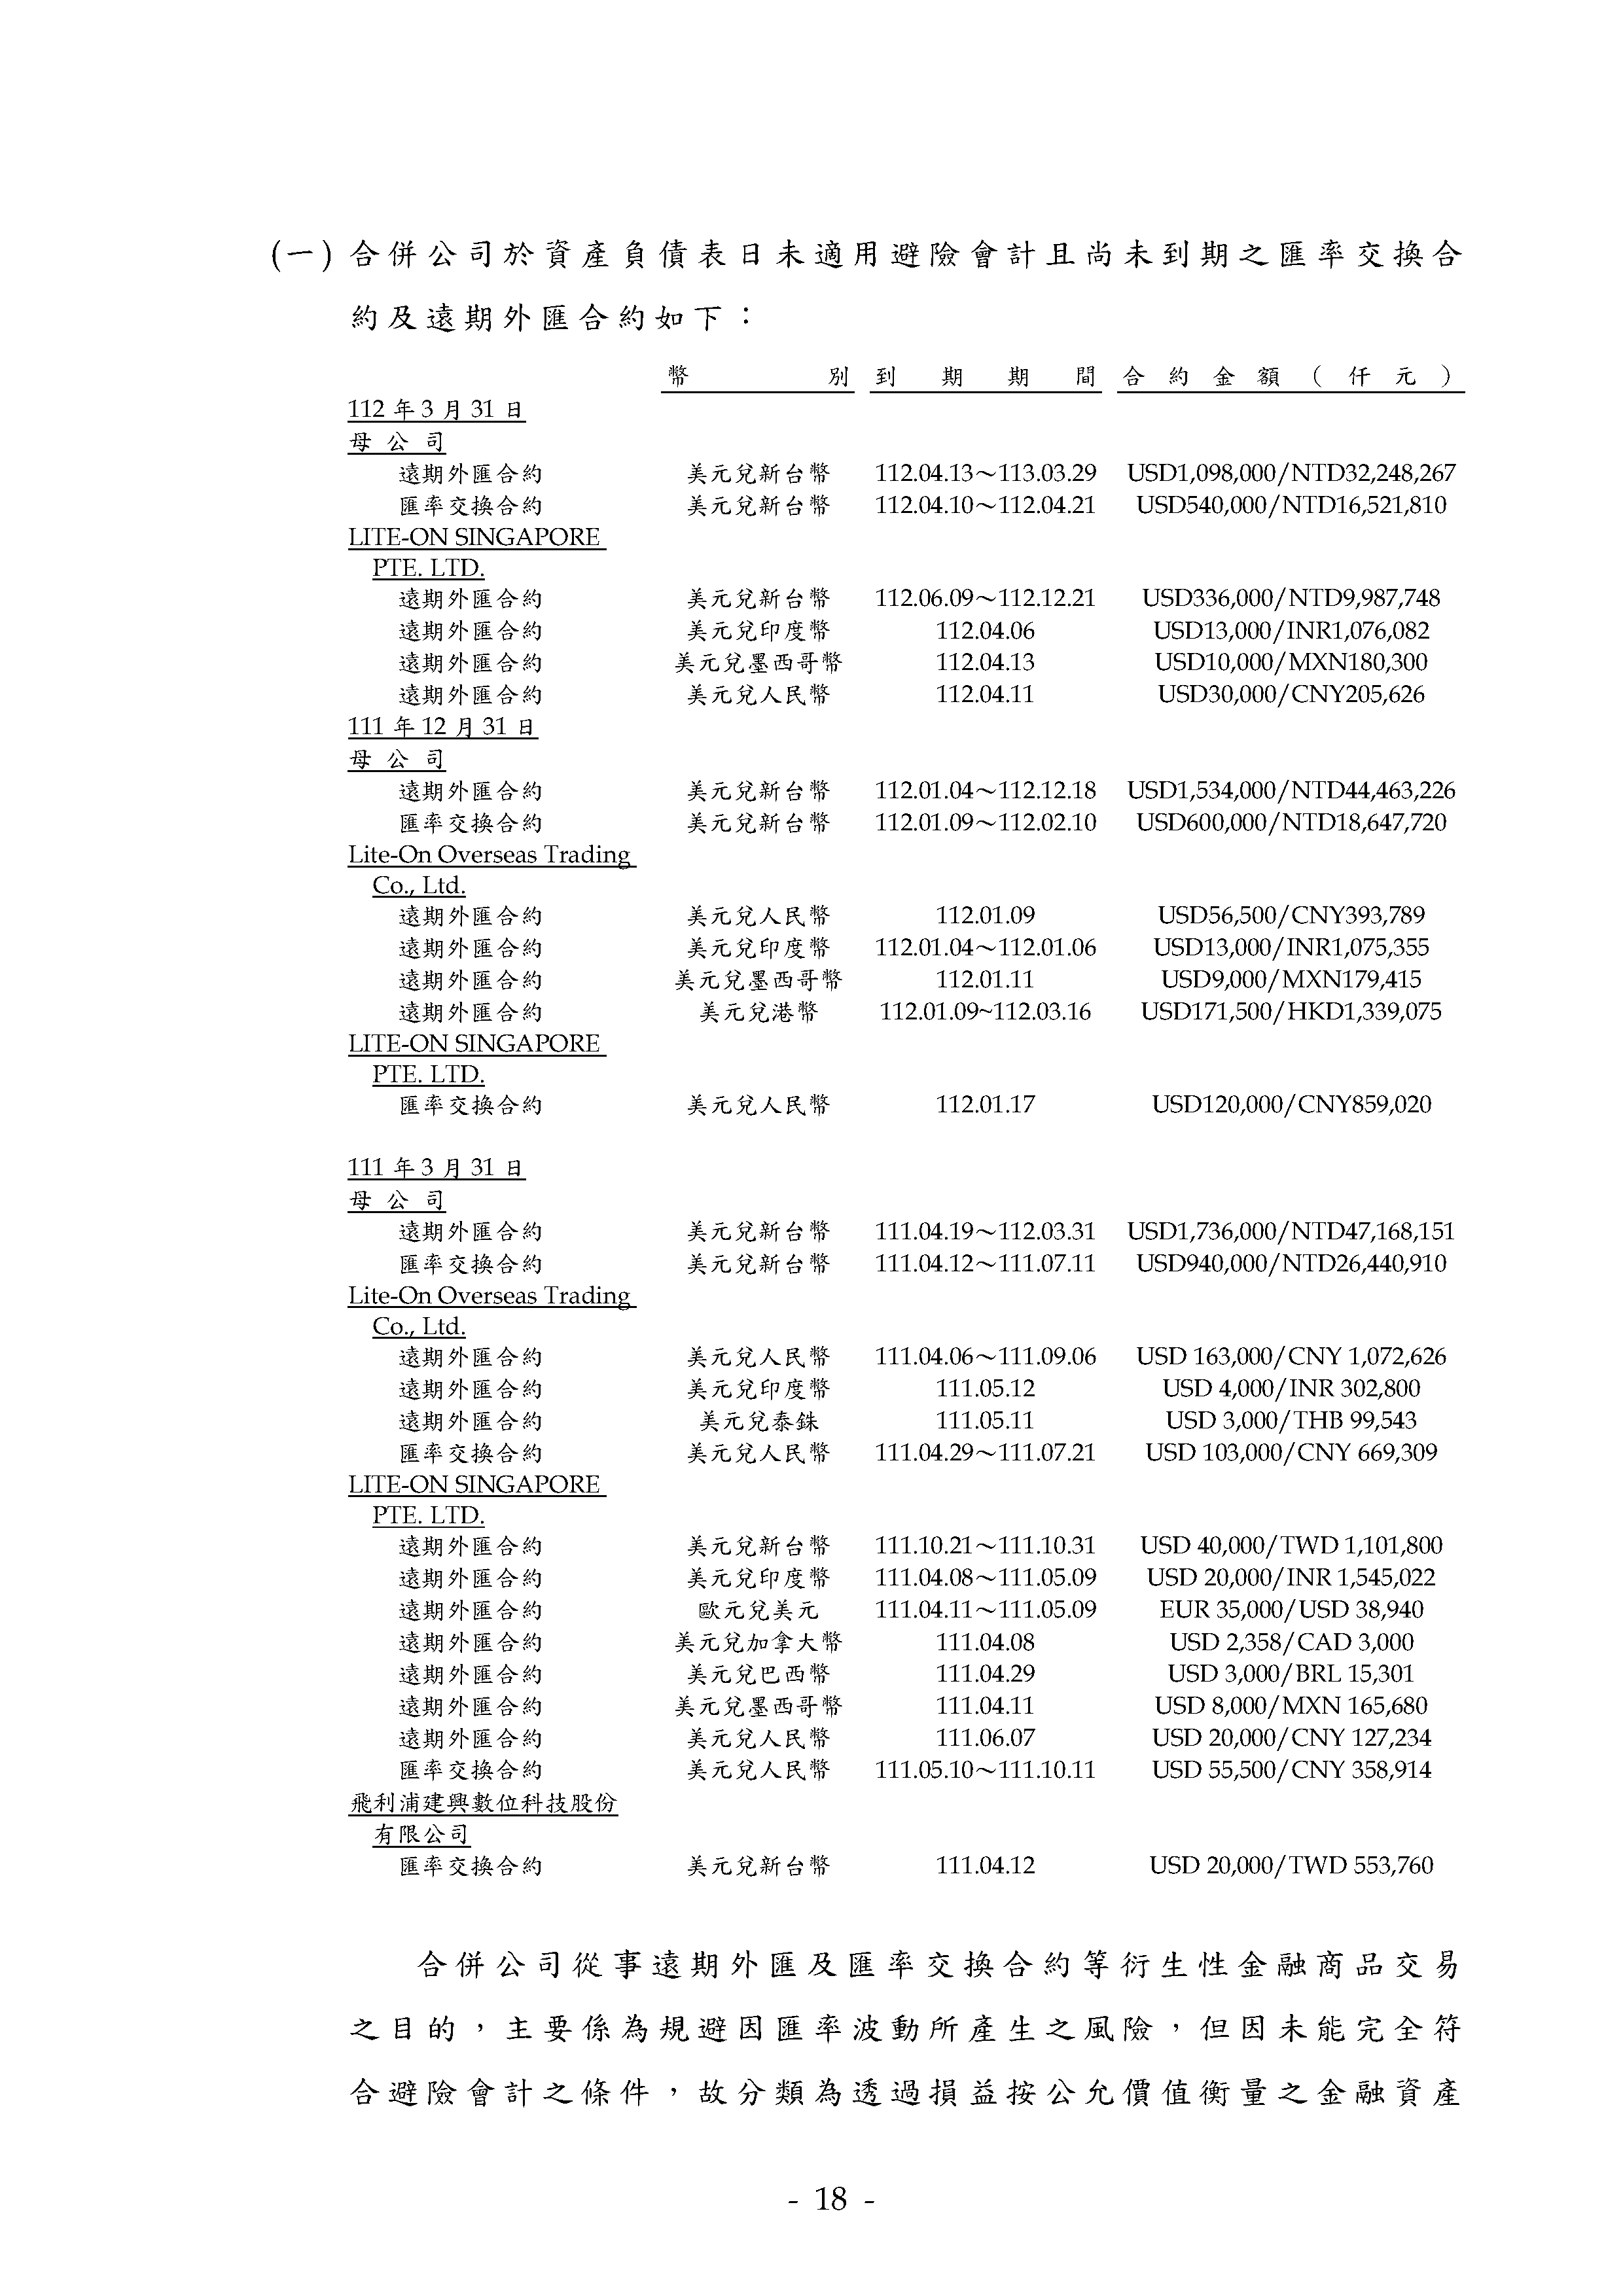 (一) 合併公司於資產負債表日未適用避險會計且尚未到期之匯率交換合
約及遠期外匯合約如下：
幣別 到期期間 合約金額（仟元）
112 年 3 月 31 日
母公司
遠期外匯合約 美元兌新台幣 112.04.13～113.03.29 USD1,098,000/NTD32,248,267
匯率交換合約 美元兌新台幣 112.04.10～112.04.21 USD540,000/NTD16,521,810
LITE-ON SINGAPORE
PTE. LTD.
遠期外匯合約 美元兌新台幣 112.06.09～112.12.21 USD336,000/NTD9,987,748
遠期外匯合約 美元兌印度幣 112.04.06 USD13,000/INR1,076,082
遠期外匯合約 美元兌墨西哥幣 112.04.13 USD10,000/MXN180,300
遠期外匯合約 美元兌人民幣 112.04.11 USD30,000/CNY205,626
111 年 12 月 31 日
母公司
遠期外匯合約 美元兌新台幣 112.01.04～112.12.18 USD1,534,000/NTD44,463,226
匯率交換合約 美元兌新台幣 112.01.09～112.02.10 USD600,000/NTD18,647,720
Lite-On Overseas Trading
Co., Ltd.
遠期外匯合約 美元兌人民幣 112.01.09 USD56,500/CNY393,789
遠期外匯合約 美元兌印度幣 112.01.04～112.01.06 USD13,000/INR1,075,355
遠期外匯合約 美元兌墨西哥幣 112.01.11 USD9,000/MXN179,415
遠期外匯合約 美元兌港幣 112.01.09~112.03.16 USD171,500/HKD1,339,075
LITE-ON SINGAPORE
PTE. LTD.
匯率交換合約 美元兌人民幣 112.01.17 USD120,000/CNY859,020
111 年 3 月 31 日
母公司
遠期外匯合約 美元兌新台幣 111.04.19～112.03.31 USD1,736,000/NTD47,168,151
匯率交換合約 美元兌新台幣 111.04.12～111.07.11 USD940,000/NTD26,440,910
Lite-On Overseas Trading
Co., Ltd.
遠期外匯合約 美元兌人民幣 111.04.06～111.09.06 USD 163,000/CNY 1,072,626
遠期外匯合約 美元兌印度幣 111.05.12 USD 4,000/INR 302,800
遠期外匯合約 美元兌泰銖 111.05.11 USD 3,000/THB 99,543
匯率交換合約 美元兌人民幣 111.04.29～111.07.21 USD 103,000/CNY 669,309
LITE-ON SINGAPORE
PTE. LTD.
遠期外匯合約 美元兌新台幣 111.10.21～111.10.31 USD 40,000/TWD 1,101,800
遠期外匯合約 美元兌印度幣 111.04.08～111.05.09 USD 20,000/INR 1,545,022
遠期外匯合約 歐元兌美元 111.04.11～111.05.09 EUR 35,000/USD 38,940
遠期外匯合約 美元兌加拿大幣 111.04.08 USD 2,358/CAD 3,000
遠期外匯合約 美元兌巴西幣 111.04.29 USD 3,000/BRL 15,301
遠期外匯合約 美元兌墨西哥幣 111.04.11 USD 8,000/MXN 165,680
遠期外匯合約 美元兌人民幣 111.06.07 USD 20,000/CNY 127,234
匯率交換合約 美元兌人民幣 111.05.10～111.10.11 USD 55,500/CNY 358,914
飛利浦建興數位科技股份
有限公司
匯率交換合約 美元兌新台幣 111.04.12 USD 20,000/TWD 553,760
合併公司從事遠期外匯及匯率交換合約等衍生性金融商品交易
之目的，主要係為規避因匯率波動所產生之風險，但因未能完全符
合避險會計之條件，故分類為透過損益按公允價值衡量之金融資產
- 18 -